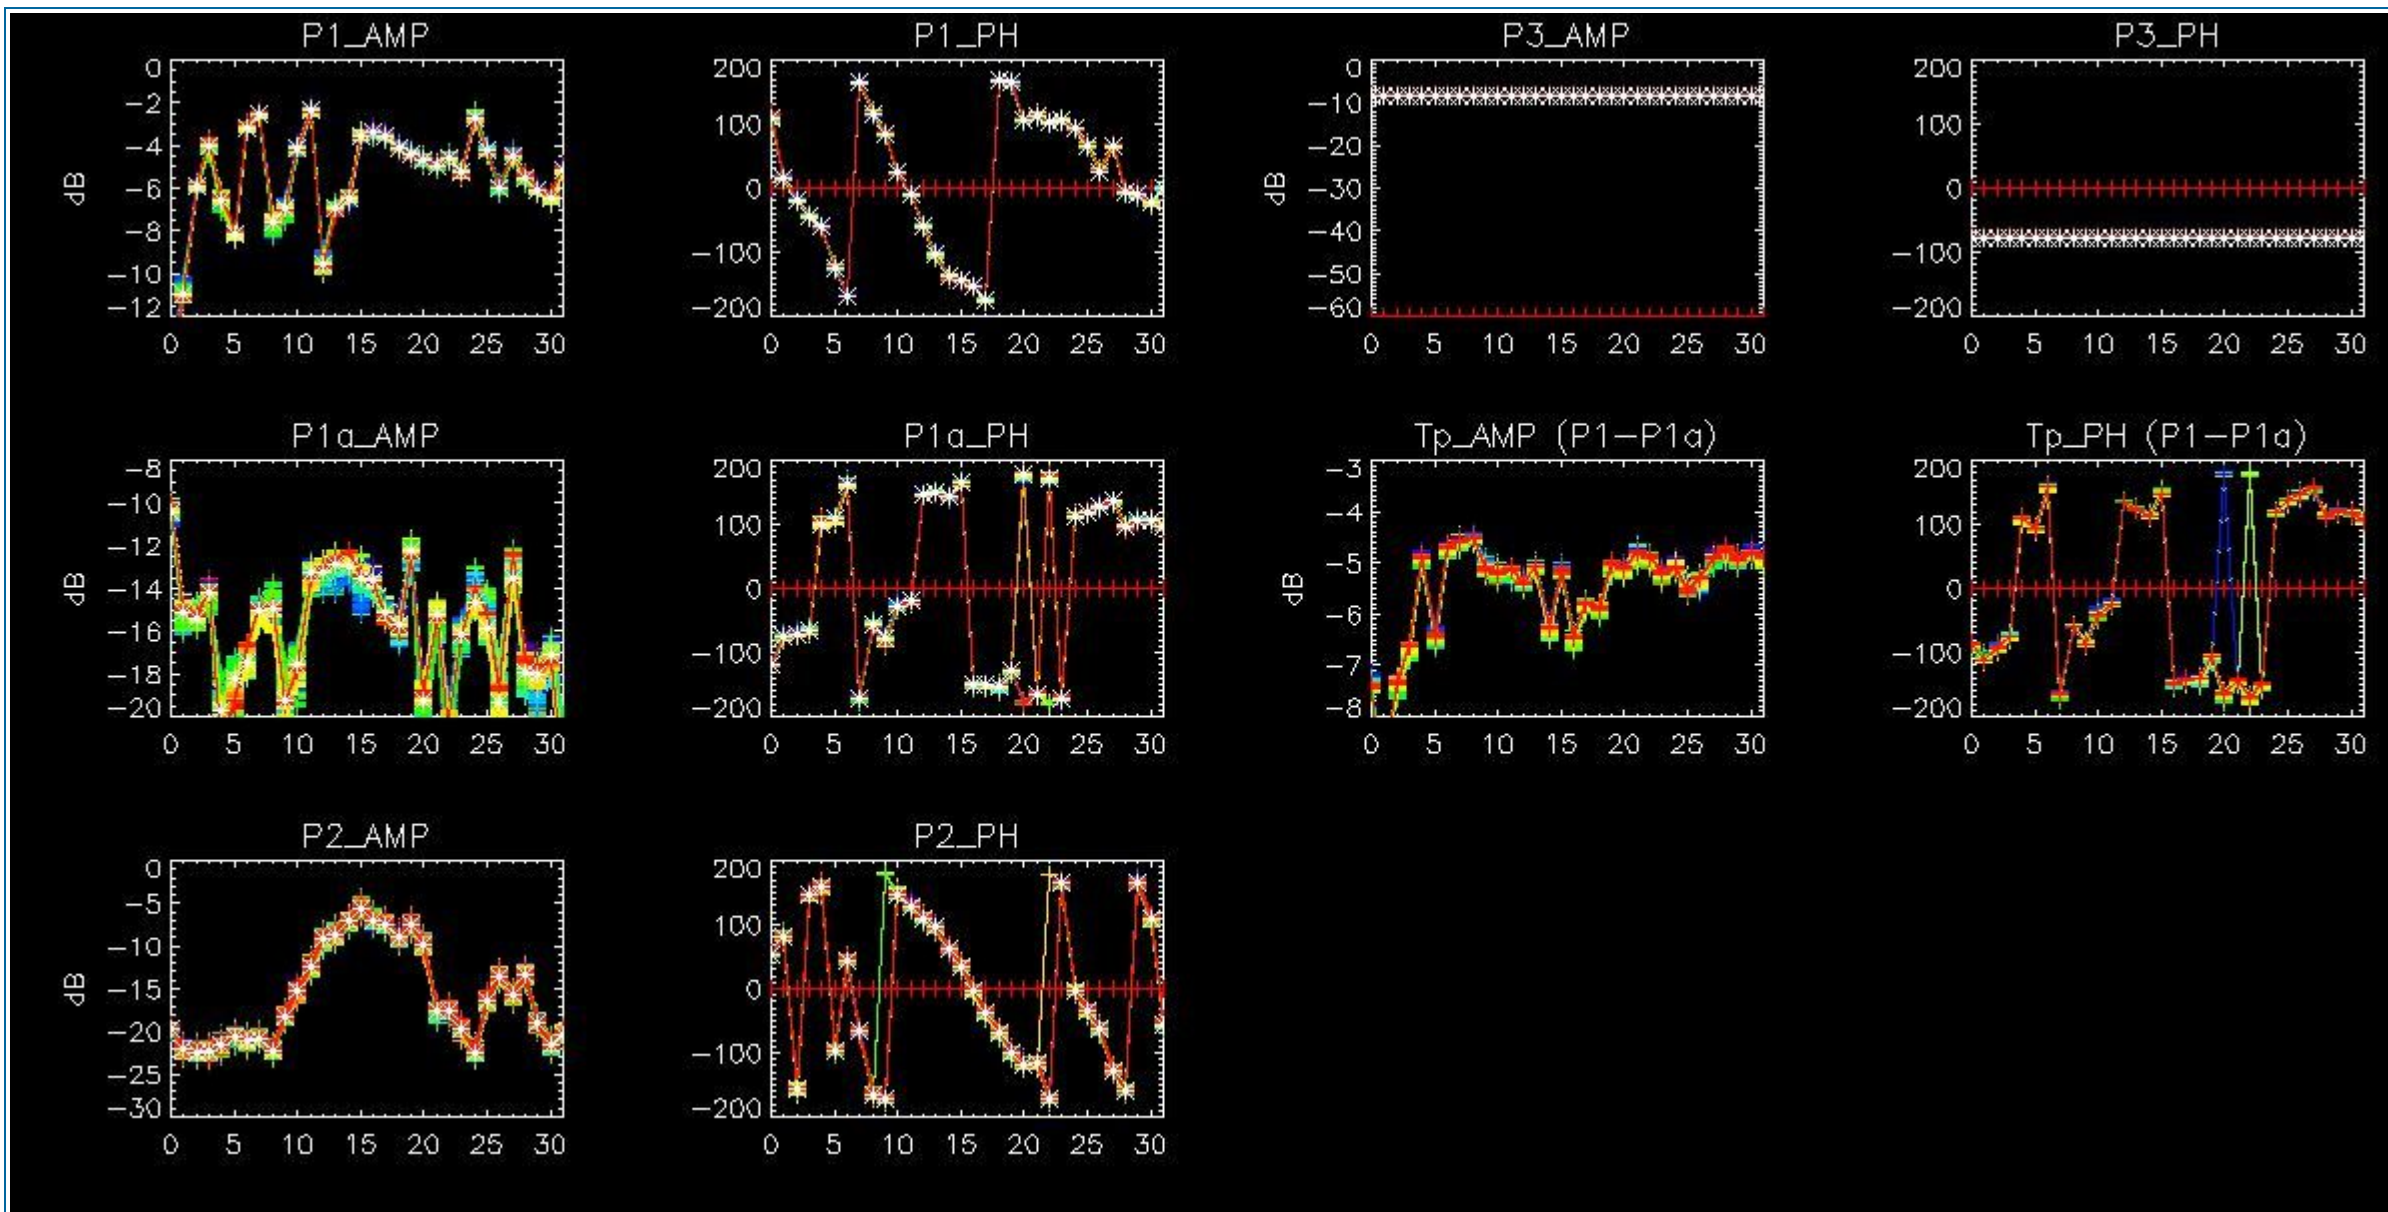 P1_AMP P1_PH P3_AMP P3_PH
0 200 0 200
-2 100 -10 100
-4 0 -20 0
-6 -100 -30 -100
-8 -200 -40 -200
-10 -50
-12 -60
dB dB
0 5 10 15 20 25 30 0 5 10 15 20 25 30 0 5 10 15 20 25 30 0 5 10 15 20 25 30
P1a_AMP P1a_PH Tp_AMP (P1-P1a) Tp_PH (P1-P1a)
-8 200 -3 200
-10 100 -4 100
-12 0 -5 0
-14 -100 -6 -100
-16 -200 -7 -200
-18 -8
-20
dB dB
0 5 10 15 20 25 30 0 5 10 15 20 25 30 0 5 10 15 20 25 30 0 5 10 15 20 25 30
P2_AMP P2_PH
0 200
-5 100
-10 0
-15 -100
-20 -200
-25
-30
dB
0 5 10 15 20 25 30 0 5 10 15 20 25 30